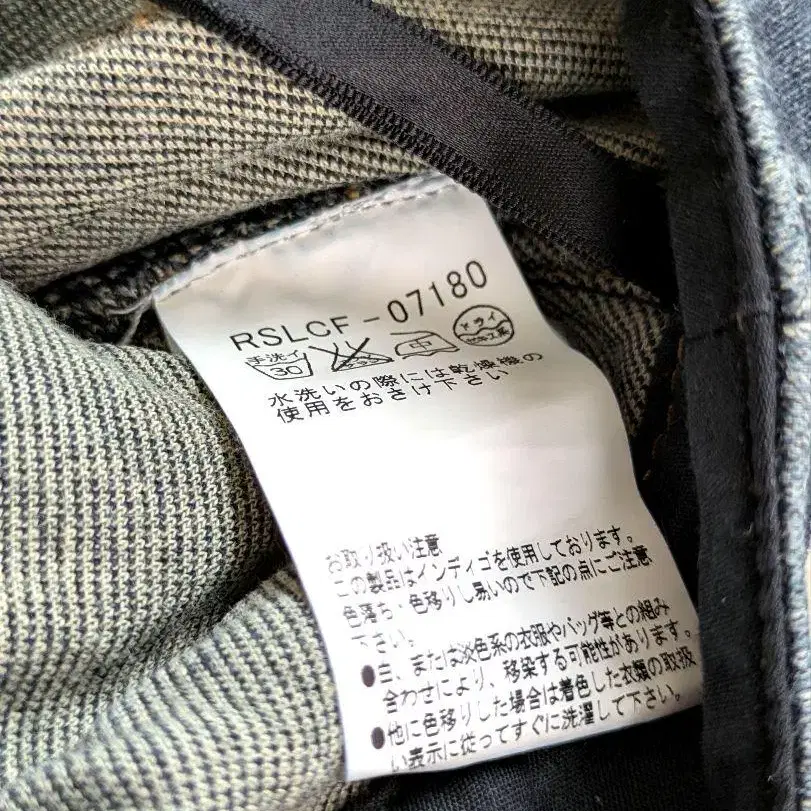 RSLCF-07180
手洗イ 30 中 ドライ
水洗いの際には乾燥機の
使用をおさけ下さい
お取り扱い注意
この製品はインディゴを使用しております。
色落ち・色移りし易いので下記の点にご注意
下さい。
●白、または淡色系の衣服やバッグ等との組み
合わせにより、移染する可能性があります。
●他に色移りした場合は着色した衣類の取扱
い表示に従ってすぐに洗濯して下さい。